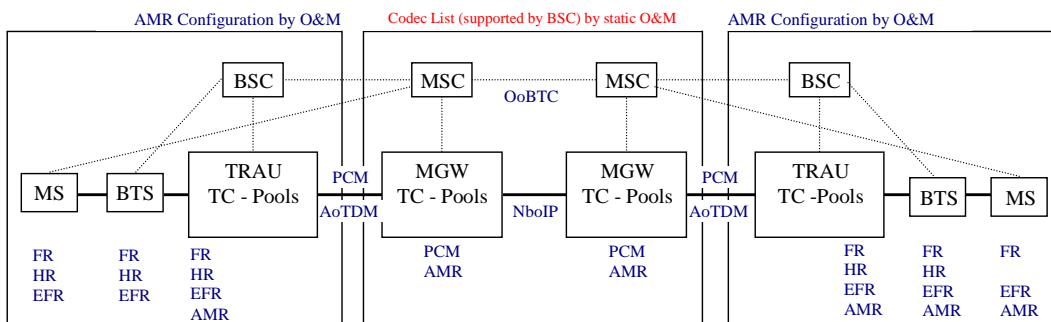 AMR Configuration by O&M
Codec List (supported by BSC) by static O&M
AMR Configuration by O&M
BSC
MSC
MSC
BSC
OoBTC
MS
BTS
TRAU
TC - Pools
PCM
AoTDM
MGW
TC - Pools
NboIP
MGW
TC - Pools
PCM
AoTDM
TRAU
TC -Pools
BTS
MS
FR
HR
EFR
FR
HR
EFR
FR
HR
EFR
AMR
PCM
AMR
PCM
AMR
FR
HR
EFR
AMR
FR
HR
EFR
AMR
FR
EFR
AMR